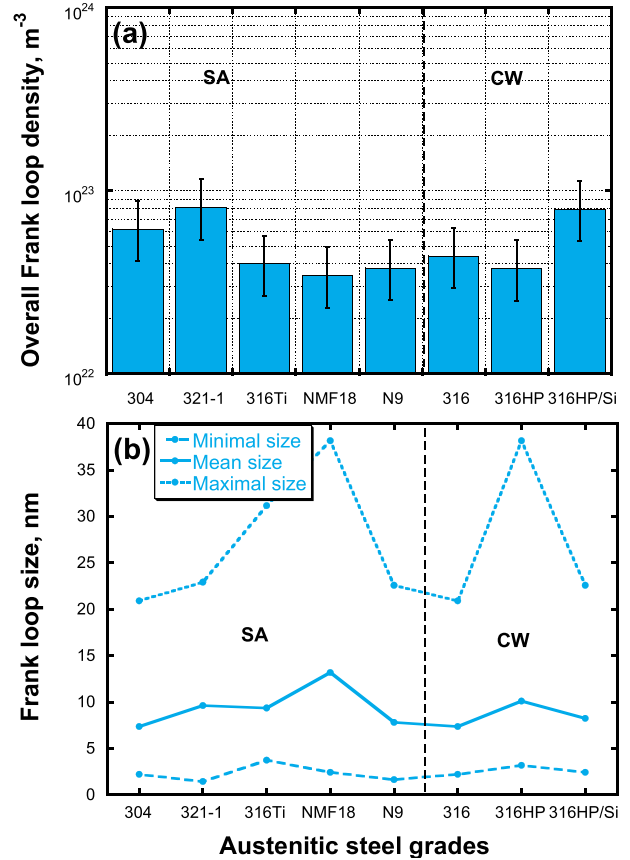 10^24
(a)
SA
CW
Overall Frank loop density, m^-3
10^23
10^22
304 321-1 316Ti NMF18 N9 316 316HP 316HP/Si
40
(b)
Minimal size
Mean size
Maximal size
35
30
25
20
SA
CW
Frank loop size, nm
15
10
5
0
304 321-1 316Ti NMF18 N9 316 316HP 316HP/Si
Austenitic steel grades